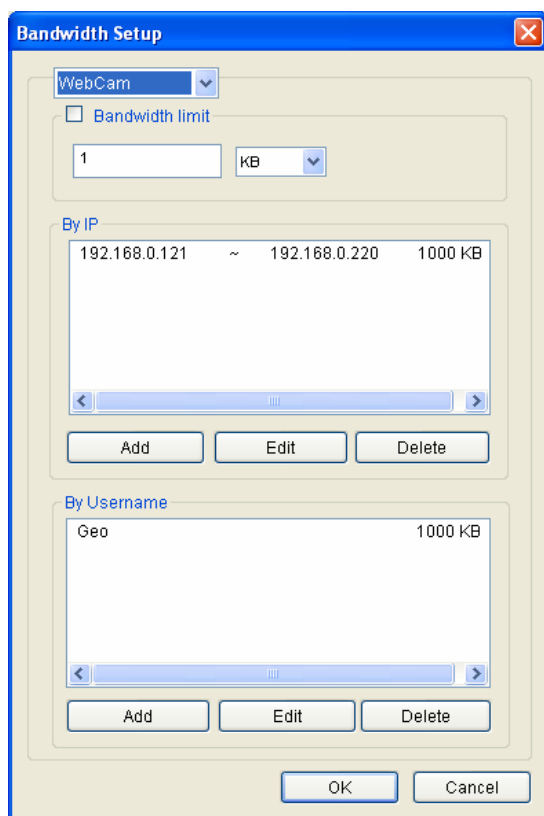 Bandwidth Setup
WebCam
Bandwidth limit
1 KB
By IP
192.168.0.121 ~ 192.168.0.220 1000 KB
Add Edit Delete
By Username
Geo 1000 KB
Add Edit Delete
OK Cancel